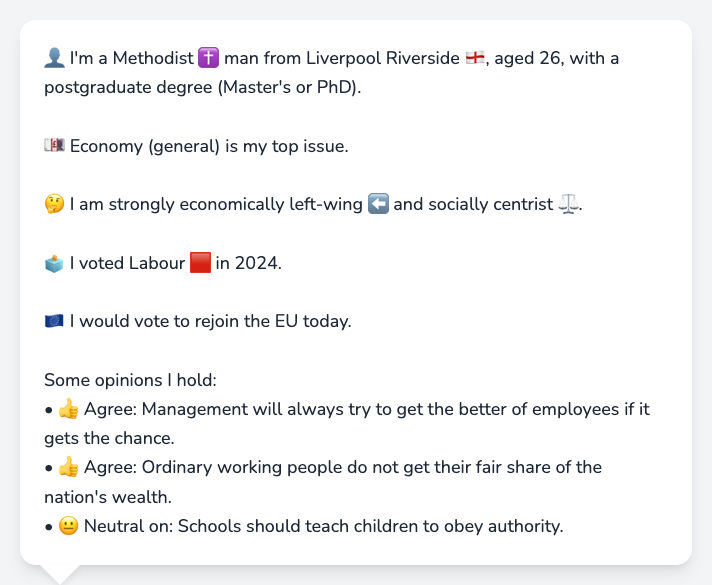 👤 I'm a Methodist ✝️ man from Liverpool Riverside 🏴󠁧󠁢󠁥󠁮󠁧󠁿, aged 26, with a
postgraduate degree (Master's or PhD).
💷 Economy (general) is my top issue.
🤔 I am strongly economically left-wing ⬅️ and socially centrist ⚖️.
🗳️ I voted Labour 🟥 in 2024.
🇪🇺 I would vote to rejoin the EU today.
Some opinions I hold:
• 👍 Agree: Management will always try to get the better of employees if it
gets the chance.
• 👍 Agree: Ordinary working people do not get their fair share of the
nation's wealth.
• 😐 Neutral on: Schools should teach children to obey authority.